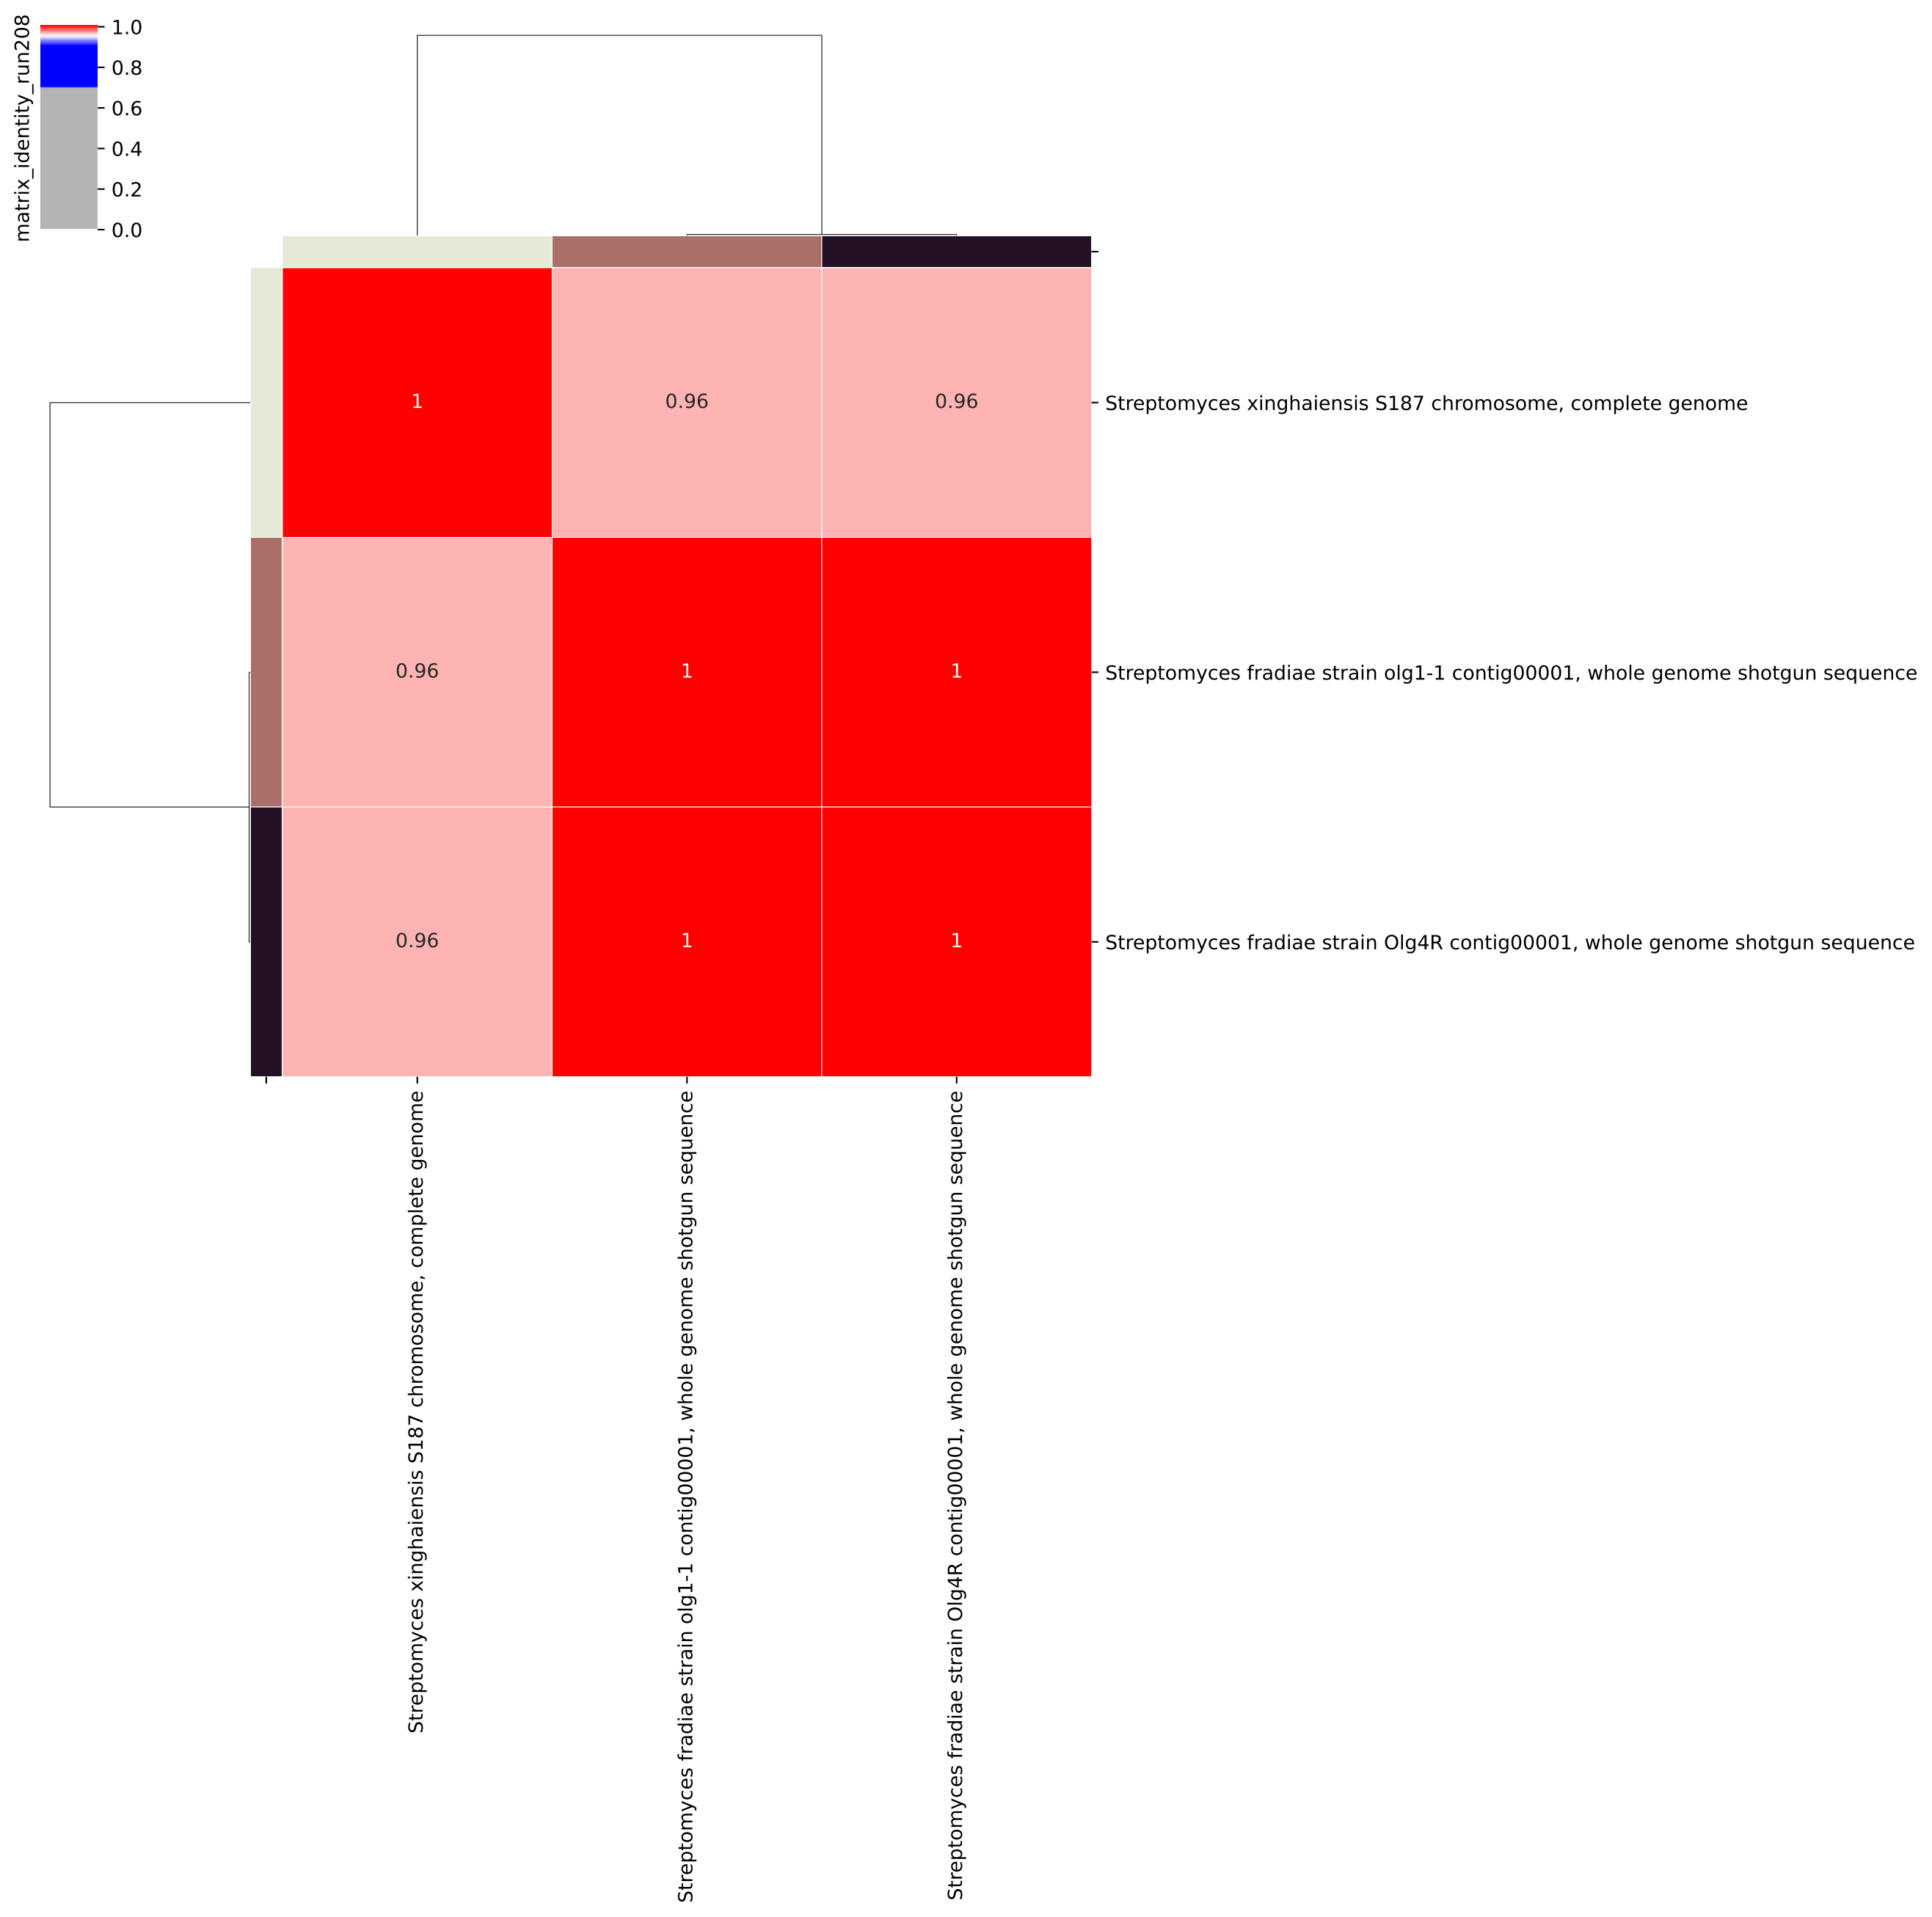 matrix_identity_run208
1.0
0.8
0.6
0.4
0.2
0.0
1 0.96 0.96
Streptomyces xinghaiensis S187 chromosome, complete genome
0.96 1 1
Streptomyces fradiae strain olg1-1 contig00001, whole genome shotgun sequence
0.96 1 1
Streptomyces fradiae strain Olg4R contig00001, whole genome shotgun sequence
Streptomyces xinghaiensis S187 chromosome, complete genome
Streptomyces fradiae strain olg1-1 contig00001, whole genome shotgun sequence
Streptomyces fradiae strain Olg4R contig00001, whole genome shotgun sequence